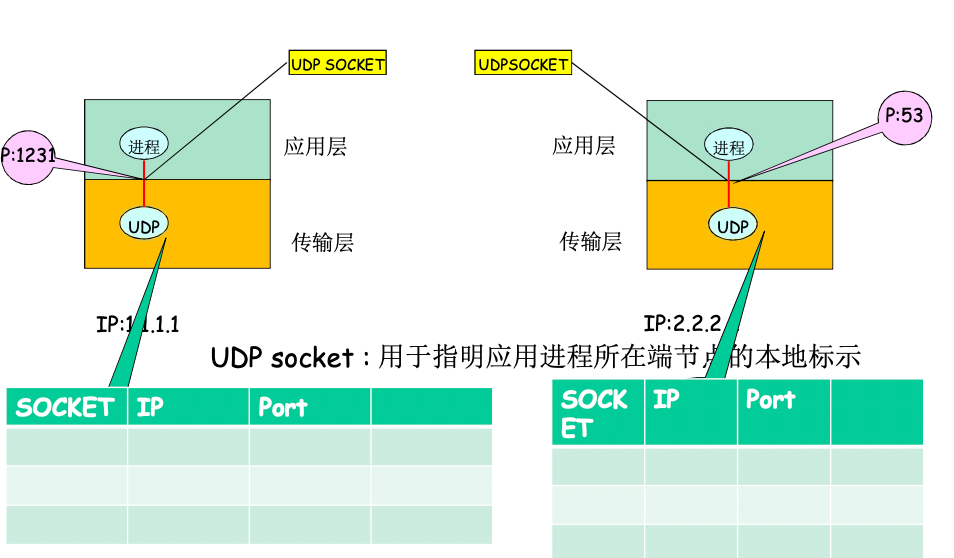 UDP SOCKET
UDPSOCKET
P:53
P:1231
进程
应用层
应用层
进程
UDP
传输层
传输层
UDP
IP:1.1.1.1
IP:2.2.2
UDP socket : 用于指明应用进程所在端节点的本地标示
SOCKET IP Port
SOCK
ET
IP Port